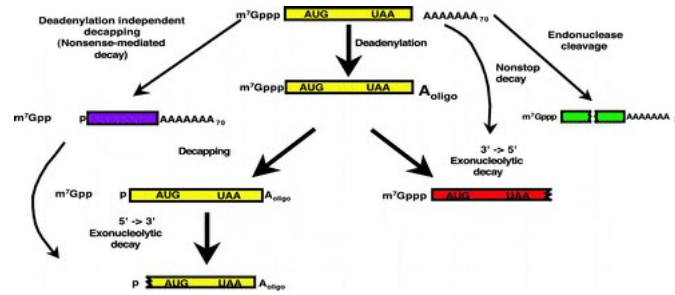 Deadenylation independent
decapping
(Nonsense-mediated
decay)
m⁷Gppp AUG UAA AAAAAAA₇₀
Deadenylation
Endonuclease
cleavage
Nonstop
decay
m⁷Gppp AUG UAA Aoligo
m⁷Gpp p AAAAAAA₇₀
m⁷Gppp AAAAAAA
Decapping
3' -> 5'
Exonucleolytic
decay
m⁷Gpp p AUG UAA Aoligo
m⁷Gppp AUG UAA
5' -> 3'
Exonucleolytic
decay
p AUG UAA Aoligo